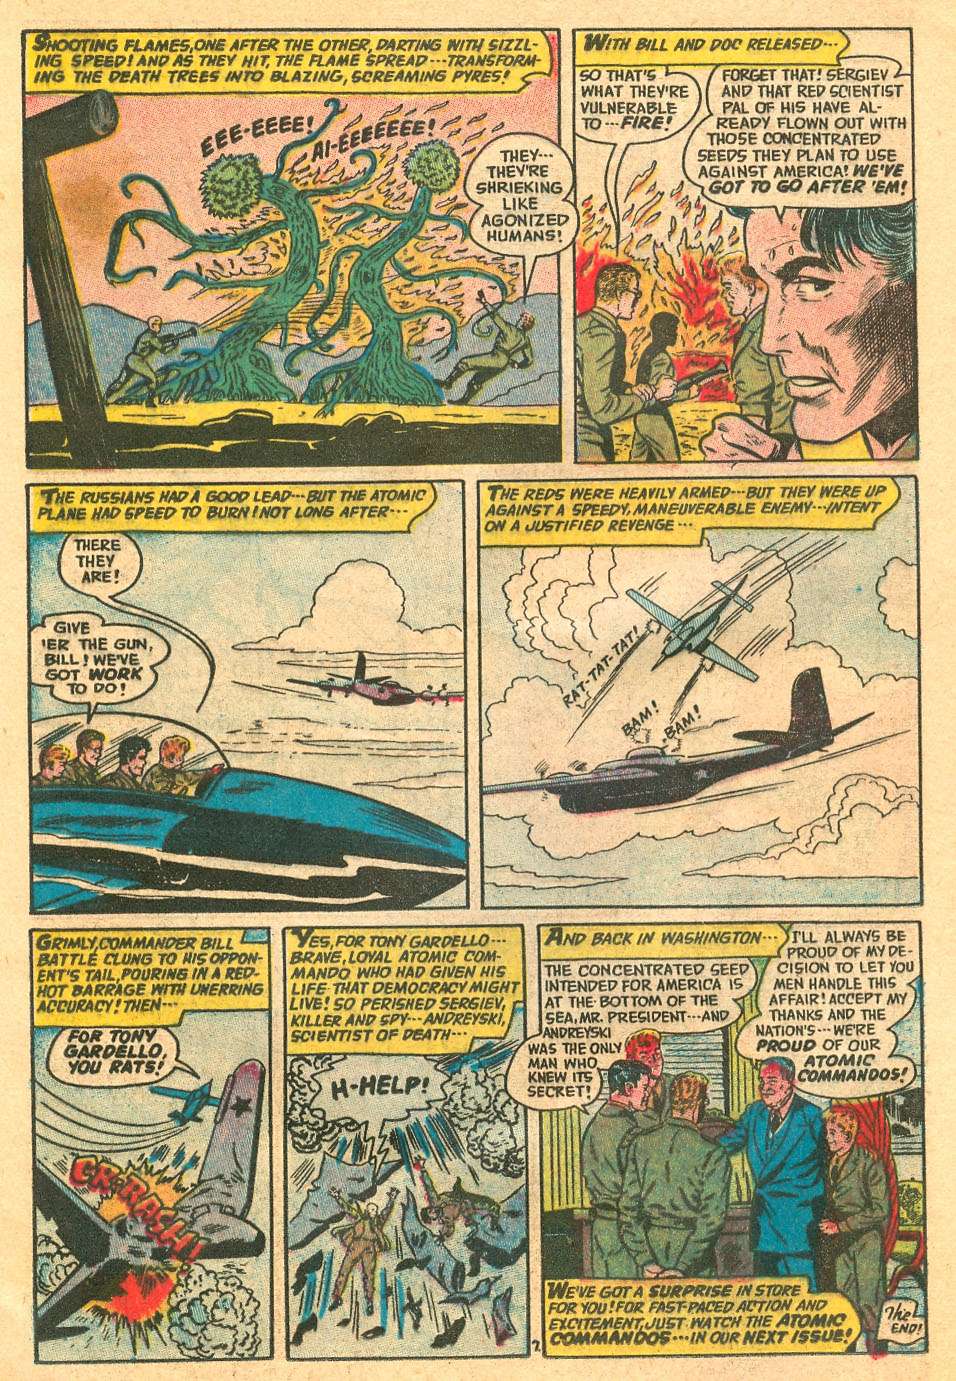 SHOOTING FLAMES, ONE AFTER THE OTHER, DARTING WITH SIZZL-
ING SPEED! AND AS THEY HIT, THE FLAME SPREAD---TRANSFORM-
ING THE DEATH TREES INTO BLAZING, SCREAMING PYRES!
EEE-EEEE!
AI-EEEEEEE!
THEY---
THEY'RE
SHRIEKING
LIKE
AGONIZED
HUMANS!
WITH BILL AND DOC RELEASED---
SO THAT'S
WHAT THEY'RE
VULNERABLE
TO---FIRE!
FORGET THAT! SERGIEV
AND THAT RED SCIENTIST
PAL OF HIS HAVE AL-
READY FLOWN OUT WITH
THOSE CONCENTRATED
SEEDS THEY PLAN TO USE
AGAINST AMERICA! WE'VE
GOT TO GO AFTER 'EM!
THE RUSSIANS HAD A GOOD LEAD---BUT THE ATOMIC
PLANE HAD SPEED TO BURN! NOT LONG AFTER---
THERE
THEY
ARE!
GIVE
'ER THE GUN,
BILL! WE'VE
GOT WORK
TO DO!
THE REDS WERE HEAVILY ARMED---BUT THEY WERE UP
AGAINST A SPEEDY, MANEUVERABLE ENEMY---INTENT
ON A JUSTIFIED REVENGE---
RAT-TAT-TAT!
BAM!
BAM!
GRIMLY, COMMANDER BILL
BATTLE CLUNG TO HIS OPPON-
ENT'S TAIL, POURING IN A RED-
HOT BARRAGE WITH UNERRING
ACCURACY! THEN---
FOR TONY
GARDELLO,
YOU RATS!
CR-RRASH!
YES, FOR TONY GARDELLO---
BRAVE, LOYAL ATOMIC COM-
MANDO WHO HAD GIVEN HIS
LIFE THAT DEMOCRACY MIGHT
LIVE! SO PERISHED SERGIEV,
KILLER AND SPY---ANDREYSKI,
SCIENTIST OF DEATH---
H-HELP!
AND BACK IN WASHINGTON---
THE CONCENTRATED SEED
INTENDED FOR AMERICA IS
AT THE BOTTOM OF THE
SEA, MR. PRESIDENT---AND
ANDREYSKI
WAS THE ONLY
MAN WHO
KNEW ITS
SECRET!
I'LL ALWAYS BE
PROUD OF MY DE-
CISION TO LET YOU
MEN HANDLE THIS
AFFAIR! ACCEPT MY
THANKS AND THE
NATION'S---WE'RE
PROUD OF OUR
ATOMIC
COMMANDOS!
WE'VE GOT A SURPRISE IN STORE
FOR YOU! FOR FAST-PACED ACTION AND
EXCITEMENT, JUST WATCH THE ATOMIC
COMMANDOS---IN OUR NEXT ISSUE!
The
END!
7